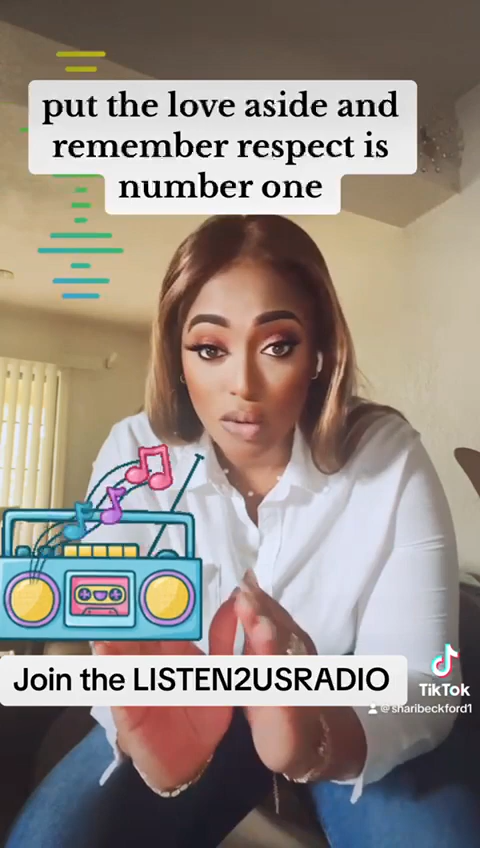 put the love aside and
remember respect is
number one
Join the LISTEN2USRADIO
TikTok
@sharibeckford1